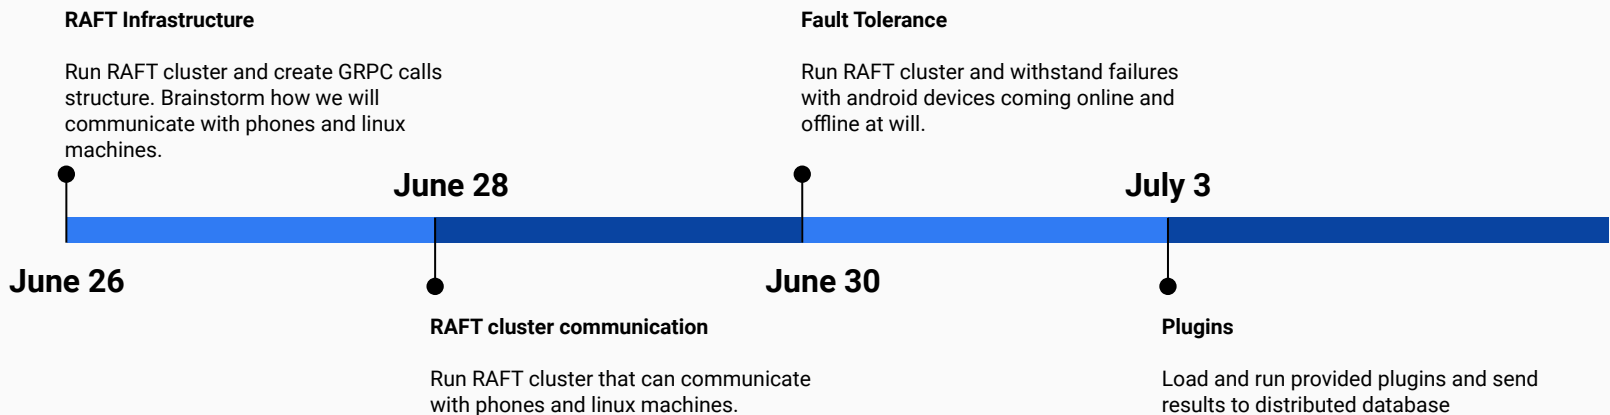 RAFT Infrastructure
Run RAFT cluster and create GRPC calls
structure. Brainstorm how we will
communicate with phones and linux
machines.
Fault Tolerance
Run RAFT cluster and withstand failures
with android devices coming online and
offline at will.
June 28
July 3
June 26
June 30
RAFT cluster communication
Run RAFT cluster that can communicate
with phones and linux machines.
Plugins
Load and run provided plugins and send
results to distributed database